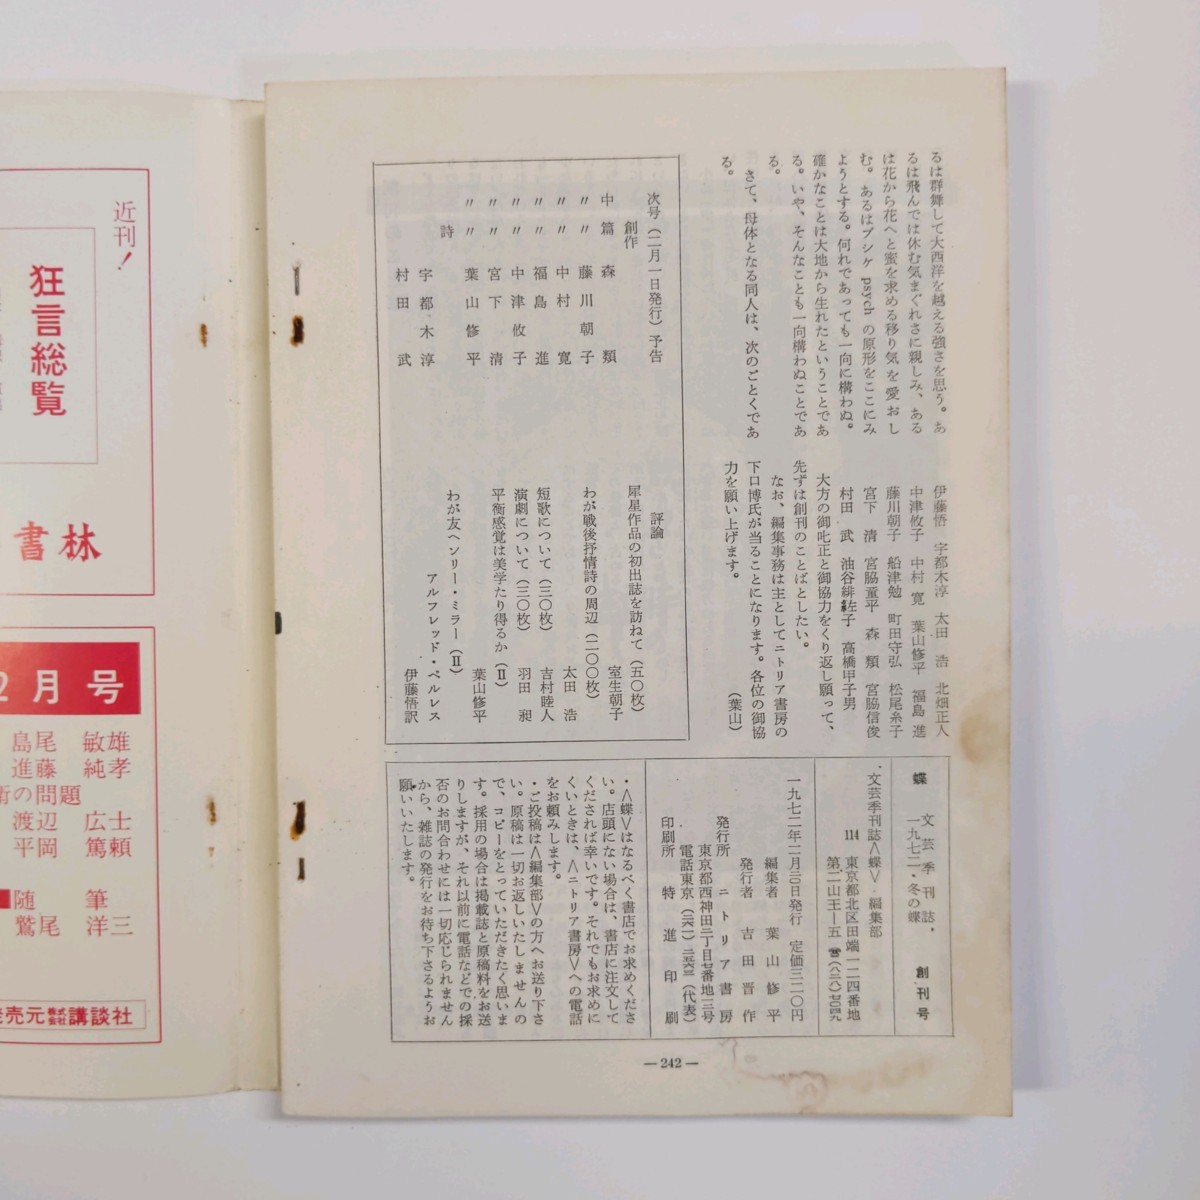 るは群舞して大西洋を越える強さを思う。あ
るは飛んでは休む気まぐれさに親しみ、ある
は花から花へと蜜を求める移り気を愛おし
む。あるはプシケ psych の原形をここにみ
ようとする。何れであっても一向に構わぬ。
確かなことは大地から生れたということであ
る。いや、そんなことも一向構わぬことであ
る。
さて、母体となる同人は、次のごとくであ
る。
伊藤悟 宇都木淳 太田浩 北畑正人
中津攸子 中村寛 葉山修平 福島進
藤川朝子 船津勉 町田守弘 松尾糸子
宮下清 宮脇董平 森類 宮脇信俊
村田武 油谷緋佐子 高橋甲子男
大方の御叱正と御協力をくり返し願って、
先ずは創刊のことばとしたい。
なお、編集事務は主としてニトリア書房の
下口博氏が当ることになります。各位の御協
力を願い上げます。
(葉山)
次号(二月一日発行)予告
創作
中篇 森類
〃〃 藤川朝子
〃〃 中村寛
〃〃 福島進
〃〃 中津攸子
〃〃 宮下清
〃〃 葉山修平
詩
宇都木淳
村田武
評論
犀星作品の初出誌を訪ねて(五〇枚)
室生朝子
わが戦後抒情詩の周辺(二〇〇枚)
太田浩
短歌について(三〇枚) 吉村睦人
演劇について(三〇枚) 羽田昶
平衡感覚は美学たり得るか(Ⅱ)
葉山修平
わが友ヘンリー・ミラー(Ⅱ)
アルフレッド・ペルレス
伊藤悟訳
蝶 文芸季刊誌・創刊号
一九七二・冬の蝶
文芸季刊誌<蝶>・編集部
114 東京都北区田端一二四番地
第二山王一五
定価三二〇円
編集者 葉山修平
発行者 吉田晋作
発行所 ニトリア書房
東京都西神田二丁目七番地三号
印刷所 特進印刷
・<蝶>はなるべく書店でお求めくださ
い。店頭にない場合は、書店に注文して
くだされば幸いです。それでもお求めに
くいときは、<ニトリア書房>への電話
をお頼みします。
・ご投稿は<編集部>の方へお送り下さ
い。原稿は一切お返しいたしませんの
で、コピーをとっていただきたく思いま
す。採用の場合は掲載誌と原稿料をお送
りしますが、それ以前に電話などでの採
否のお問合わせには一切応じられません
から、雑誌の発行をお待ち下さるようお
願いいたします。
—242—
近刊!
狂言総覧
書林
2月号
島尾 敏雄
進藤 純孝
術の問題
渡辺 広士
平岡 篤頼
随筆
鷲尾 洋三
発売元 株式会社 講談社